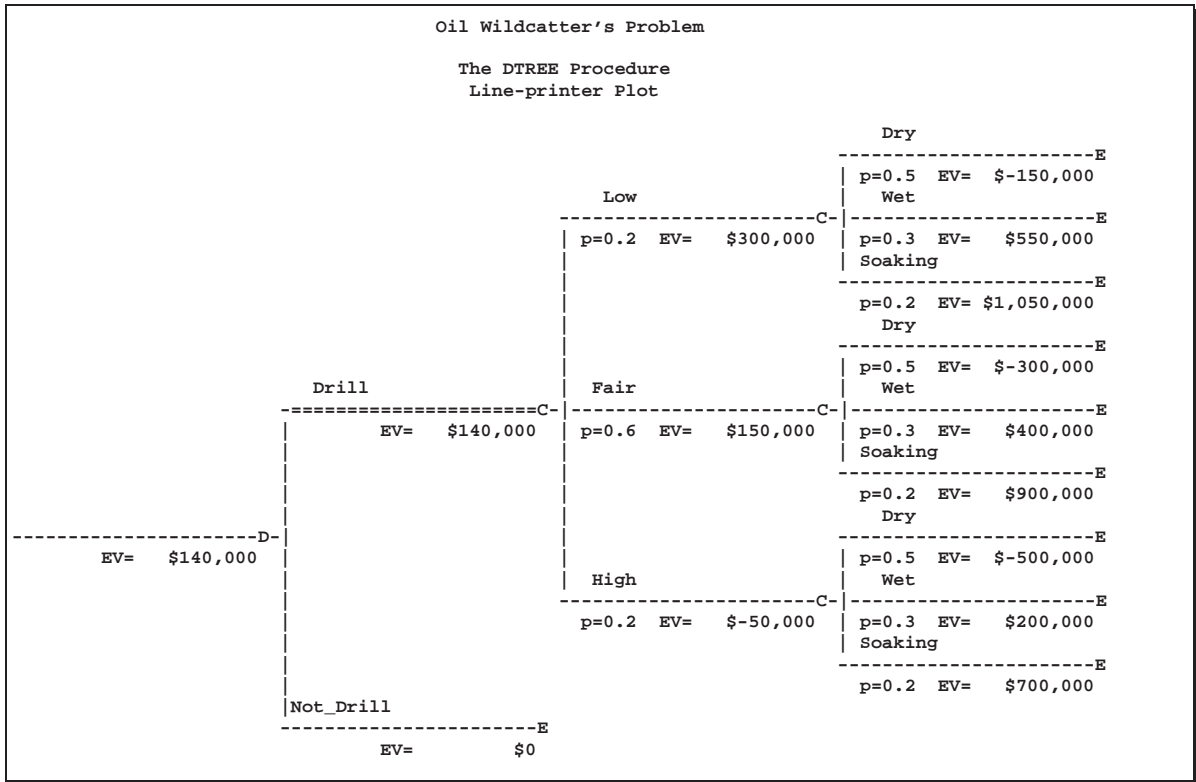 Oil Wildcatter's Problem
The DTREE Procedure
Line-printer Plot
Dry
-----------------------E
p=0.5 EV= $-150,000
Low Wet
-----------------------C-|----------------------E
p=0.2 EV= $300,000 p=0.3 EV= $550,000
Soaking
-----------------------E
p=0.2 EV= $1,050,000
Dry
-----------------------E
p=0.5 EV= $-300,000
Drill Fair Wet
-======================C-|----------------------C-|----------------------E
EV= $140,000 p=0.6 EV= $150,000 p=0.3 EV= $400,000
Soaking
-----------------------E
p=0.2 EV= $900,000
Dry
----------------------D-| -----------------------E
EV= $140,000 p=0.5 EV= $-500,000
High Wet
-----------------------C-|----------------------E
p=0.2 EV= $-50,000 p=0.3 EV= $200,000
Soaking
-----------------------E
p=0.2 EV= $700,000
Not_Drill
-----------------------E
EV= $0